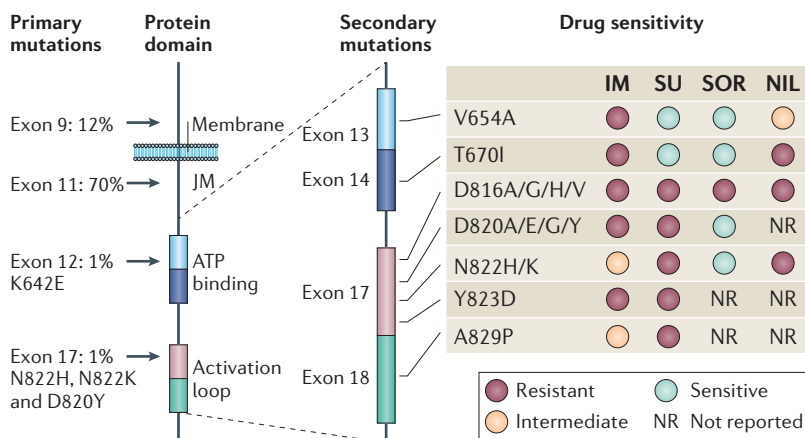 Primary
mutations
Protein
domain
Secondary
mutations
Drug sensitivity
Exon 9: 12%
Membrane
Exon 11: 70%
JM
Exon 12: 1%
K642E
ATP
binding
Exon 17: 1%
N822H, N822K
and D820Y
Activation
loop
Exon 13
Exon 14
Exon 17
Exon 18
IM SU SOR NIL
V654A
T670I
D816A/G/H/V
D820A/E/G/Y NR
N822H/K
Y823D NR NR
A829P NR NR
Resistant Sensitive
Intermediate NR Not reported